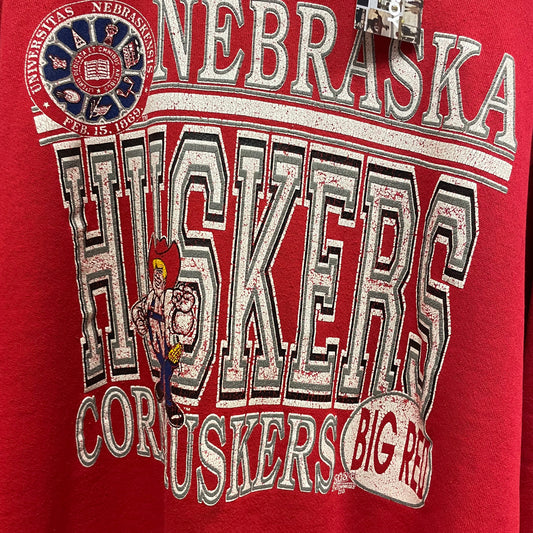 UNIVERSITAS NEBRASKENSIS
FEB. 15, 1869
NEBRASKA
HUSKERS
CORNHUSKERS
BIG RED